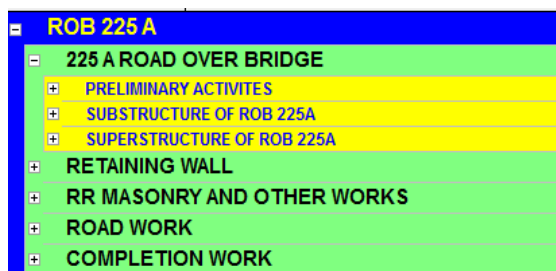 ROB 225 A
225 A ROAD OVER BRIDGE
PRELIMINARY ACTIVITES
SUBSTRUCTURE OF ROB 225A
SUPERSTRUCTURE OF ROB 225A
RETAINING WALL
RR MASONRY AND OTHER WORKS
ROAD WORK
COMPLETION WORK